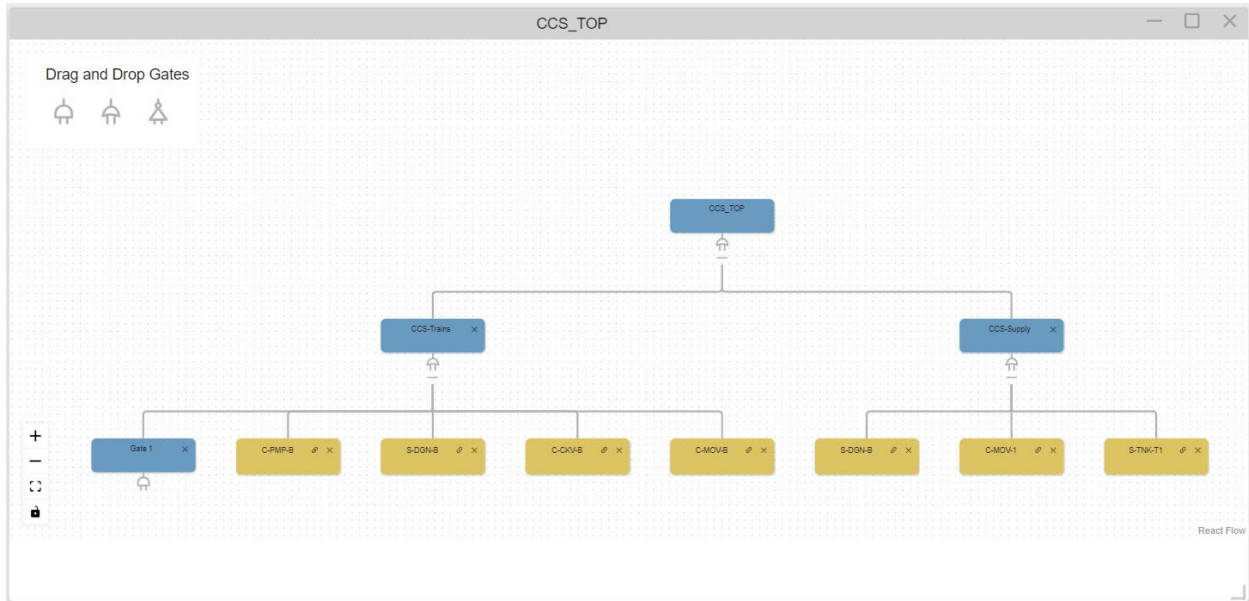 CCS_TOP
Drag and Drop Gates
CCS_TOP
CCS-Trains
CCS-Supply
Gate 1
C-PMP-B
S-DGN-B
C-CKV-B
C-MOV-B
S-DGN-B
C-MOV-1
S-TNK-T1
React Flow